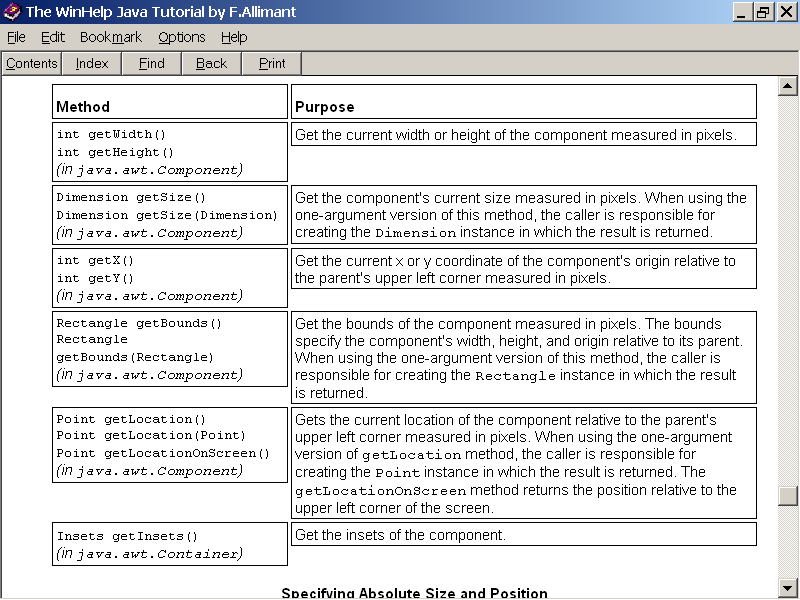 The WinHelp Java Tutorial by F.Allimant
File Edit Bookmark Options Help
Contents Index Find Back Print
Method Purpose
int getWidth()
int getHeight()
(in java.awt.Component)
Get the current width or height of the component measured in pixels.
Dimension getSize()
Dimension getSize(Dimension)
(in java.awt.Component)
Get the component's current size measured in pixels. When using the
one-argument version of this method, the caller is responsible for
creating the Dimension instance in which the result is returned.
int getX()
int getY()
(in java.awt.Component)
Get the current x or y coordinate of the component's origin relative to
the parent's upper left corner measured in pixels.
Rectangle getBounds()
Rectangle
getBounds(Rectangle)
(in java.awt.Component)
Get the bounds of the component measured in pixels. The bounds
specify the component's width, height, and origin relative to its parent.
When using the one-argument version of this method, the caller is
responsible for creating the Rectangle instance in which the result
is returned.
Point getLocation()
Point getLocation(Point)
Point getLocationOnScreen()
(in java.awt.Component)
Gets the current location of the component relative to the parent's
upper left corner measured in pixels. When using the one-argument
version of getLocation method, the caller is responsible for
creating the Point instance in which the result is returned. The
getLocationOnScreen method returns the position relative to the
upper left corner of the screen.
Insets getInsets()
(in java.awt.Container)
Get the insets of the component.
Specifying Absolute Size and Position